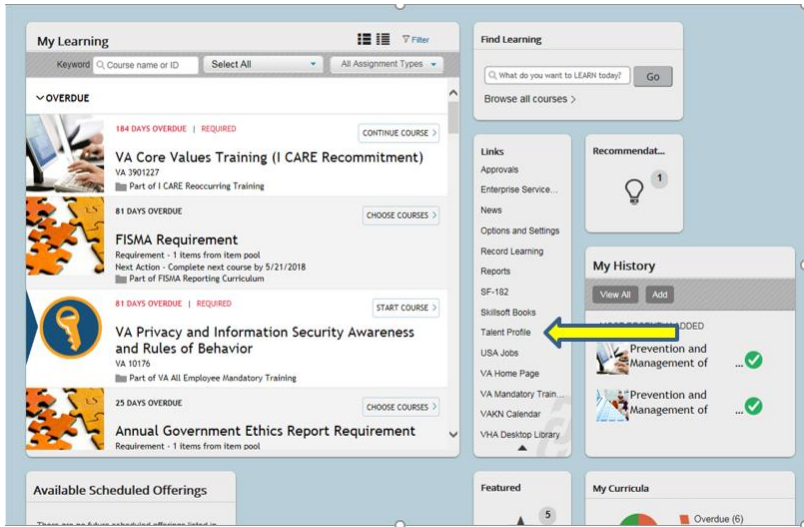 My Learning
Filter
Keyword
Course name or ID
Select All
All Assignment Types
OVERDUE
184 DAYS OVERDUE | REQUIRED
CONTINUE COURSE >
VA Core Values Training (I CARE Recommitment)
VA 3901227
Part of I CARE Reoccurring Training
81 DAYS OVERDUE
CHOOSE COURSES >
FISMA Requirement
Requirement - 1 items from item pool
Next Action - Complete next course by 5/21/2018
Part of FISMA Reporting Curriculum
81 DAYS OVERDUE | REQUIRED
START COURSE >
VA Privacy and Information Security Awareness
and Rules of Behavior
VA 10176
Part of VA All Employee Mandatory Training
25 DAYS OVERDUE
CHOOSE COURSES >
Annual Government Ethics Report Requirement
Requirement - 1 items from item pool
Available Scheduled Offerings
Find Learning
What do you want to LEARN today?
Go
Browse all courses >
Links
Approvals
Enterprise Service...
News
Options and Settings
Record Learning
Reports
SF-182
Skillsoft Books
Talent Profile
USA Jobs
VA Home Page
VA Mandatory Train...
VAKN Calendar
VHA Desktop Library
Recommendat...
1
My History
View All
Add
ADDED
Prevention and
Management of ...
Prevention and
Management of ...
Featured
5
My Curricula
Overdue (6)